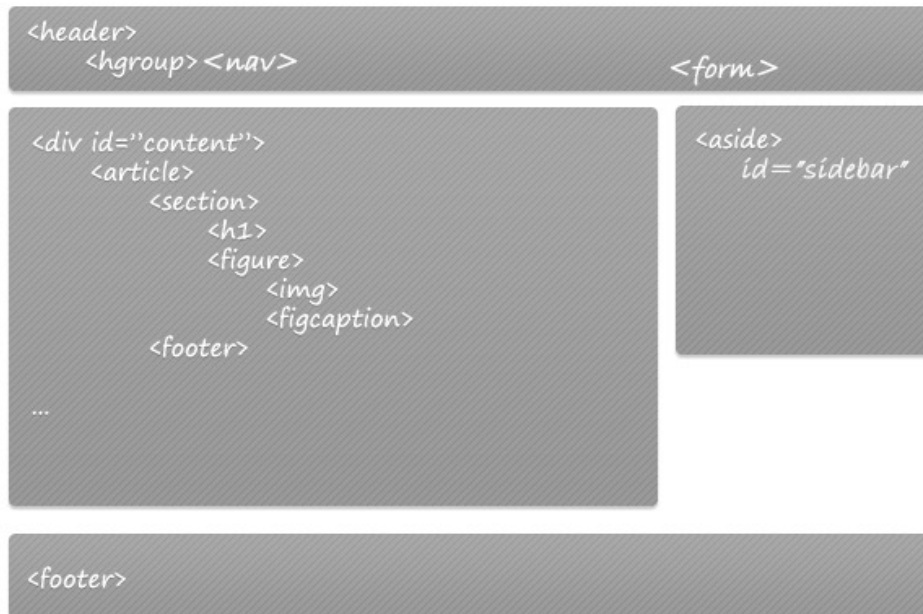 <header>
<hgroup> <nav>
<form>
<div id=”content”>
<article>
<section>
<h1>
<figure>
<img>
<figcaption>
<footer>
...
<aside>
id="sidebar"
<footer>